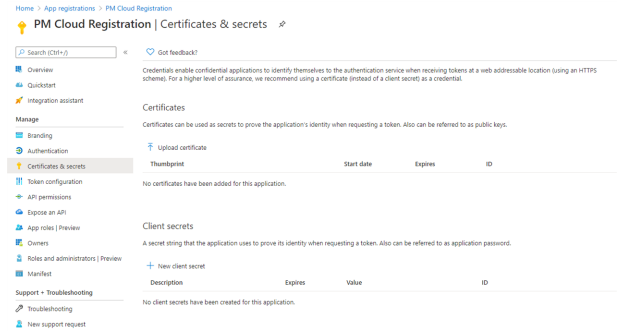 Home > App registrations > PM Cloud Registration
PM Cloud Registration | Certificates & secrets
Search (Ctrl+/)
«
Got feedback?
Overview
Quickstart
Integration assistant
Manage
Branding
Authentication
Certificates & secrets
Token configuration
API permissions
Expose an API
App roles | Preview
Owners
Roles and administrators | Preview
Manifest
Support + Troubleshooting
Troubleshooting
New support request
Credentials enable confidential applications to identify themselves to the authentication service when receiving tokens at a web addressable location (using an HTTPS
scheme). For a higher level of assurance, we recommend using a certificate (instead of a client secret) as a credential.
Certificates
Certificates can be used as secrets to prove the application's identity when requesting a token. Also can be referred to as public keys.
Upload certificate
Thumbprint Start date Expires ID
No certificates have been added for this application.
Client secrets
A secret string that the application uses to prove its identity when requesting a token. Also can be referred to as application password.
New client secret
Description Expires Value ID
No client secrets have been created for this application.